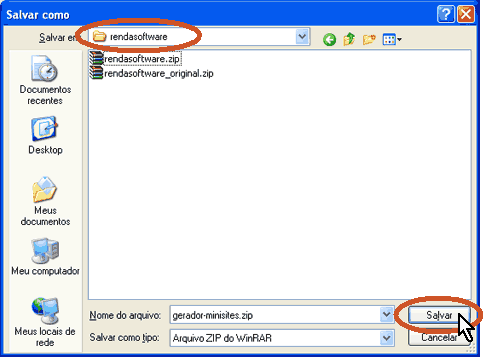 Salvar como
Salvar em: rendasoftware
rendasoftware.zip
rendasoftware_original.zip
Documentos
recentes
Desktop
Meus
documentos
Meu computador
Meus locais de
rede
Nome do arquivo: gerador-minisites.zip Salvar
Salvar como tipo: Arquivo ZIP do WinRAR Cancelar